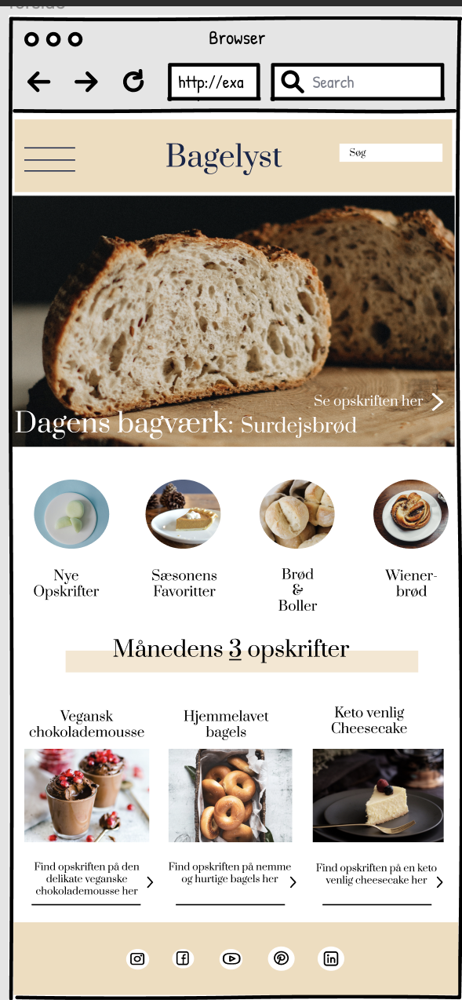 Browser
http://exa
Search
Bagelyst
Søg
Se opskriften her
Dagens bagværk: Surdejsbrød
Nye
Opskrifter
Sæsonens
Favoritter
Brød
&
Boller
Wiener-
brød
Månedens 3 opskrifter
Vegansk
chokolademousse
Hjemmelavet
bagels
Keto venlig
Cheesecake
Find opskriften på den
delikate veganske
chokolademousse her
Find opskriften på nemme
og hurtige bagels her
Find opskriften på en keto
venlig cheesecake her